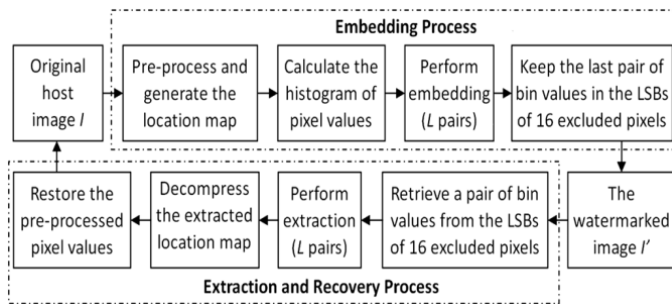 Embedding Process
Original
host
image I
Pre-process and
generate the
location map
Calculate the
histogram of
pixel values
Perform
embedding
(L pairs)
Keep the last pair of
bin values in the LSBs
of 16 excluded pixels
Restore the
pre-processed
pixel values
Decompress
the extracted
location map
Perform
extraction
(L pairs)
Retrieve a pair of bin
values from the LSBs
of 16 excluded pixels
The
watermarked
image I'
Extraction and Recovery Process